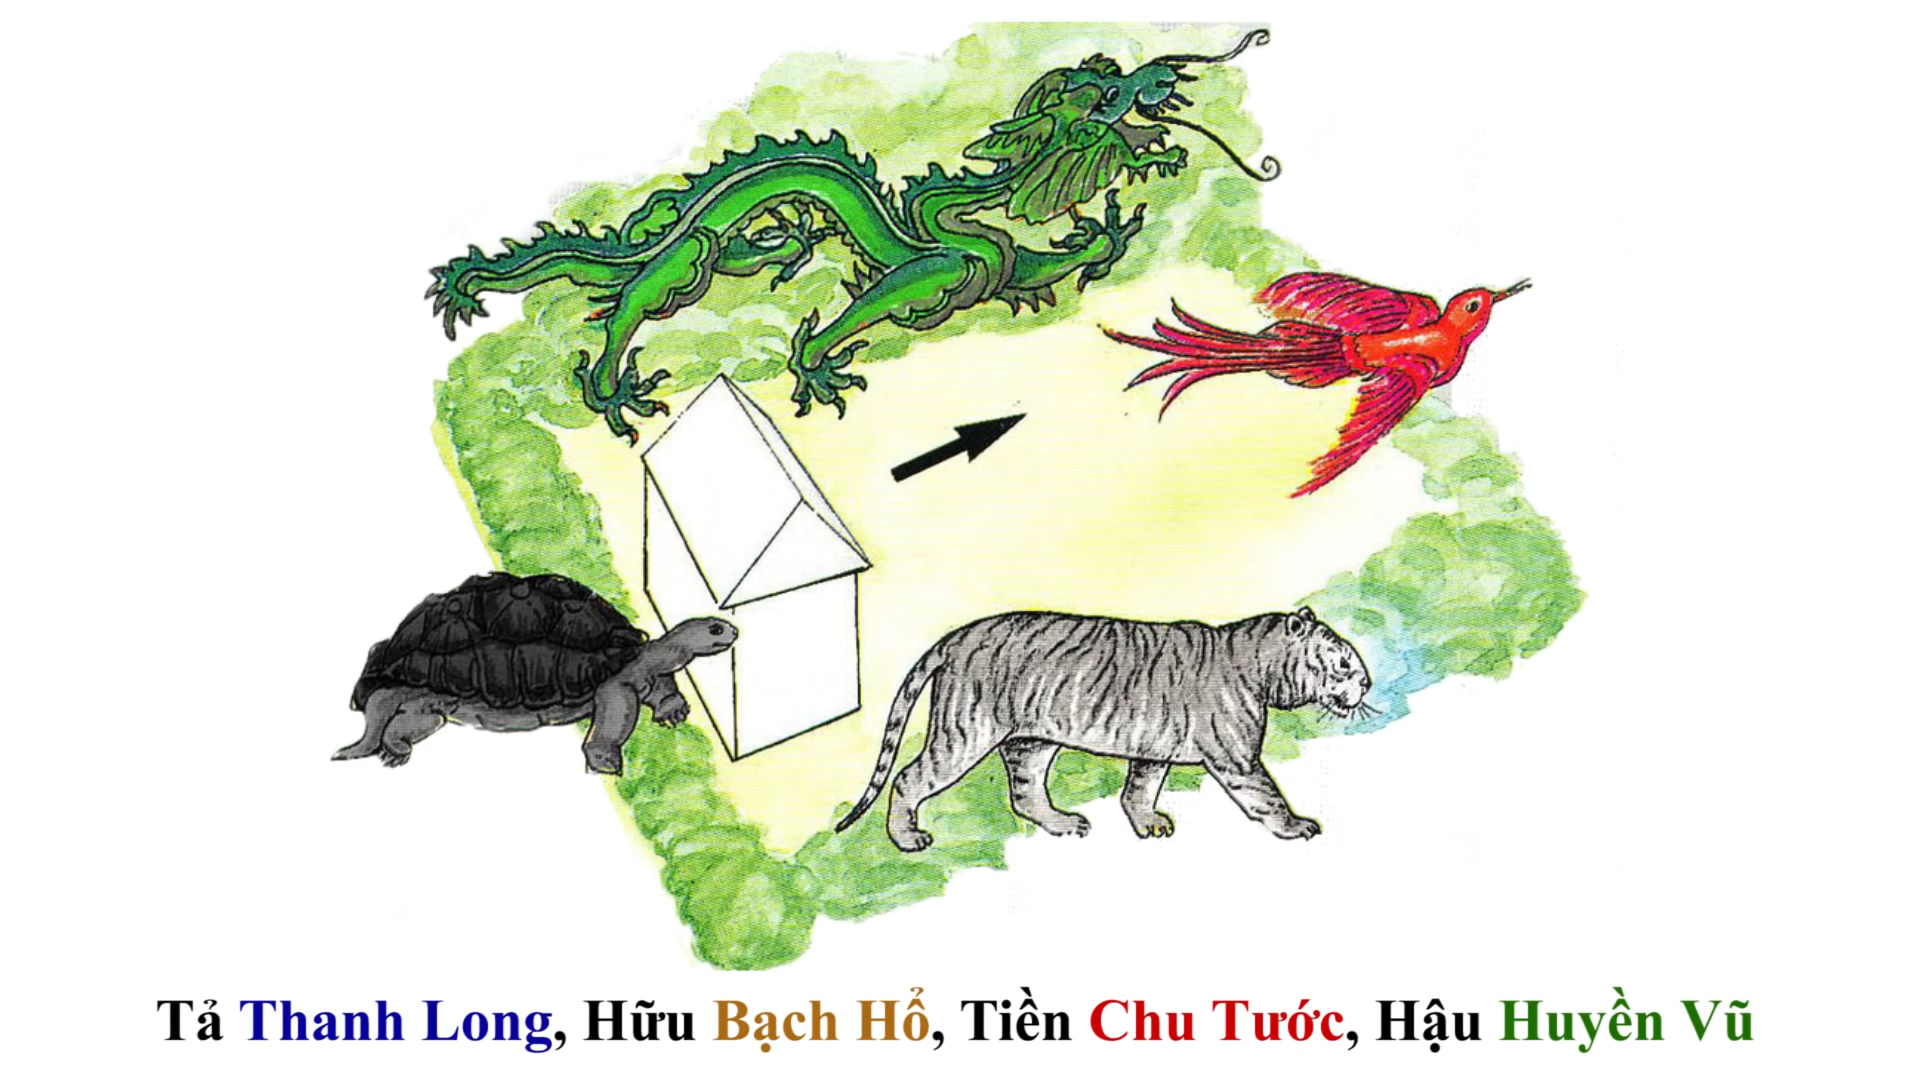 Tả Thanh Long, Hữu Bạch Hổ, Tiền Chu Tước, Hậu Huyền Vũ